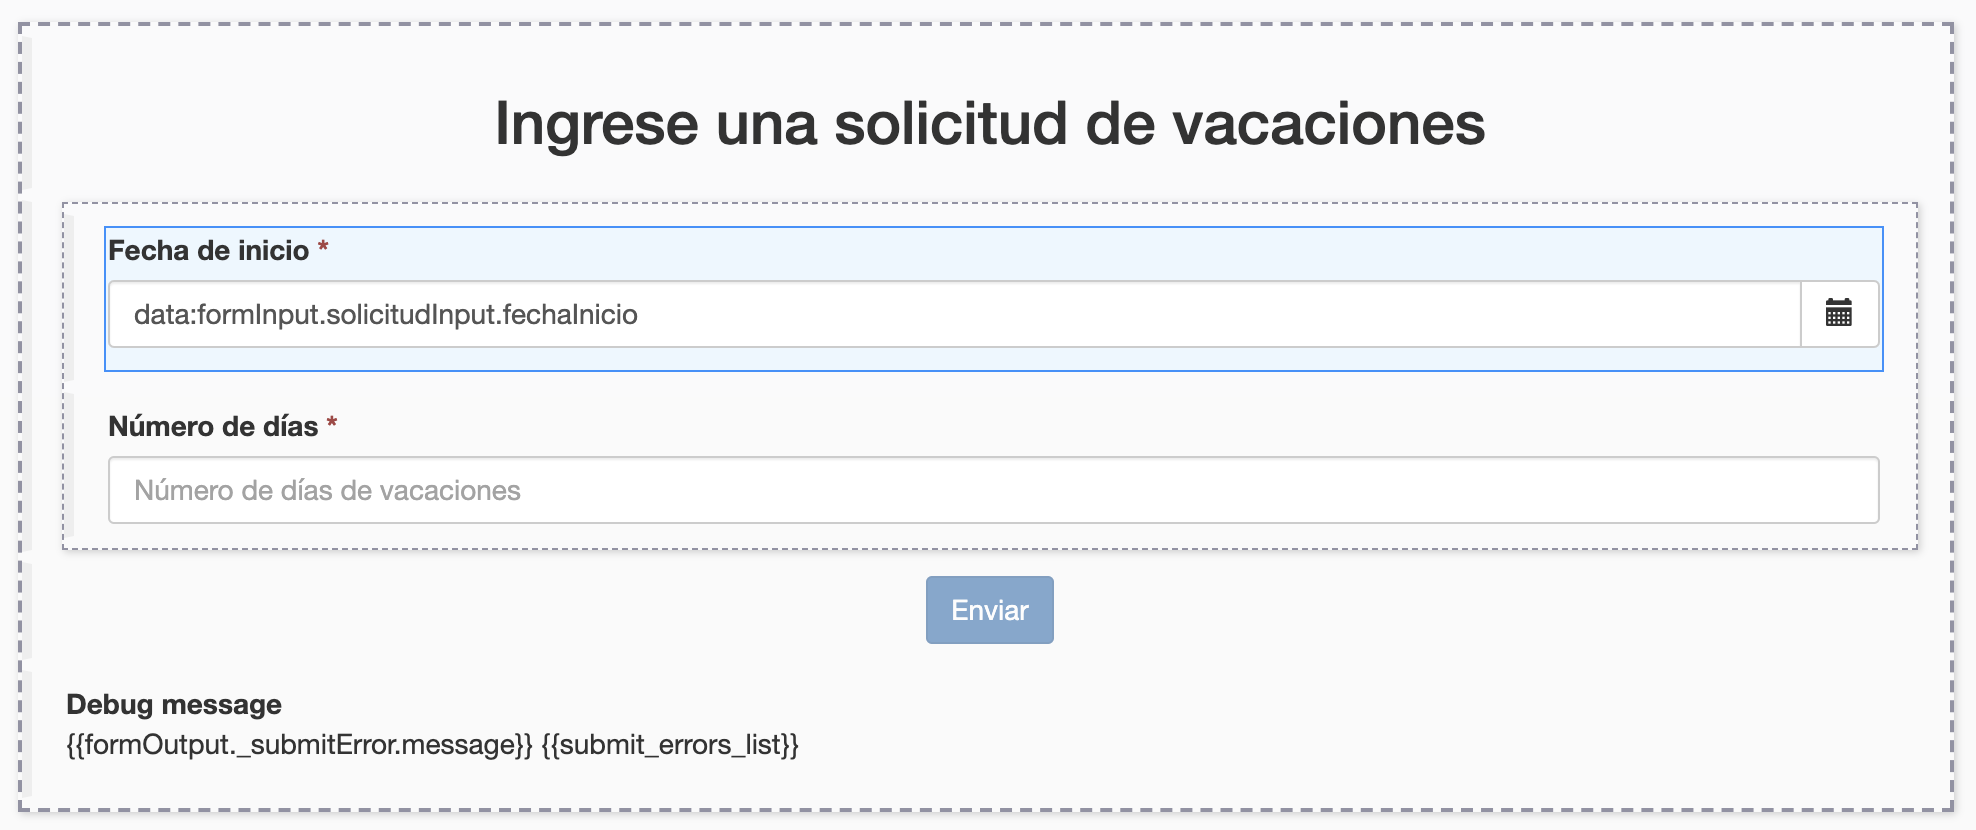 Ingrese una solicitud de vacaciones
Fecha de inicio *
data:formInput.solicitudInput.fechaInicio
Número de días *
Número de días de vacaciones
Enviar
Debug message
{{formOutput._submitError.message}} {{submit_errors_list}}